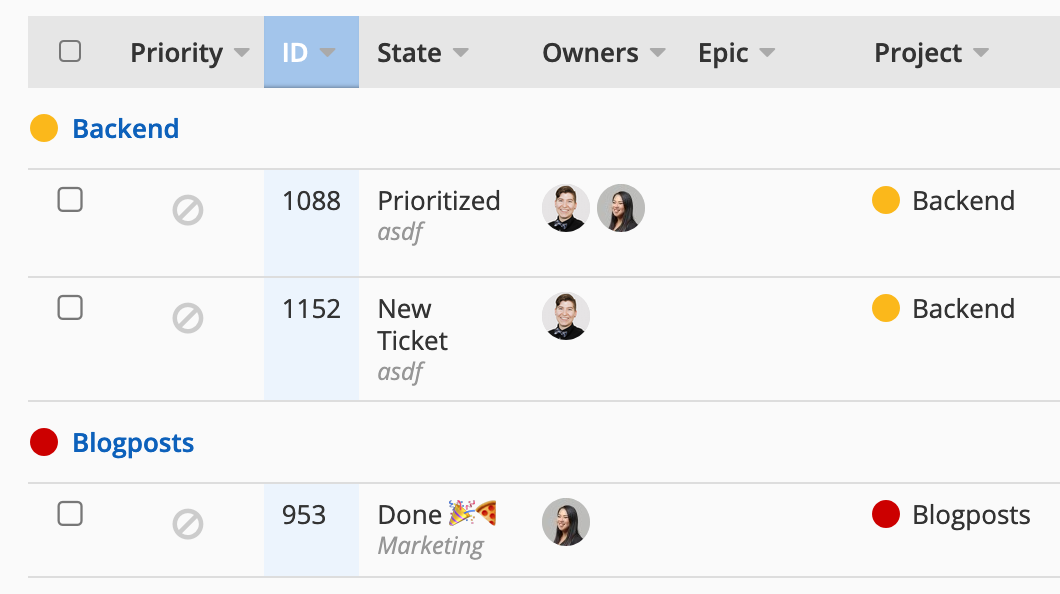 Priority ID State Owners Epic Project
Backend
1088 Prioritized Backend
asdf
1152 New Backend
Ticket
asdf
Blogposts
953 Done 🎉🍕 Blogposts
Marketing